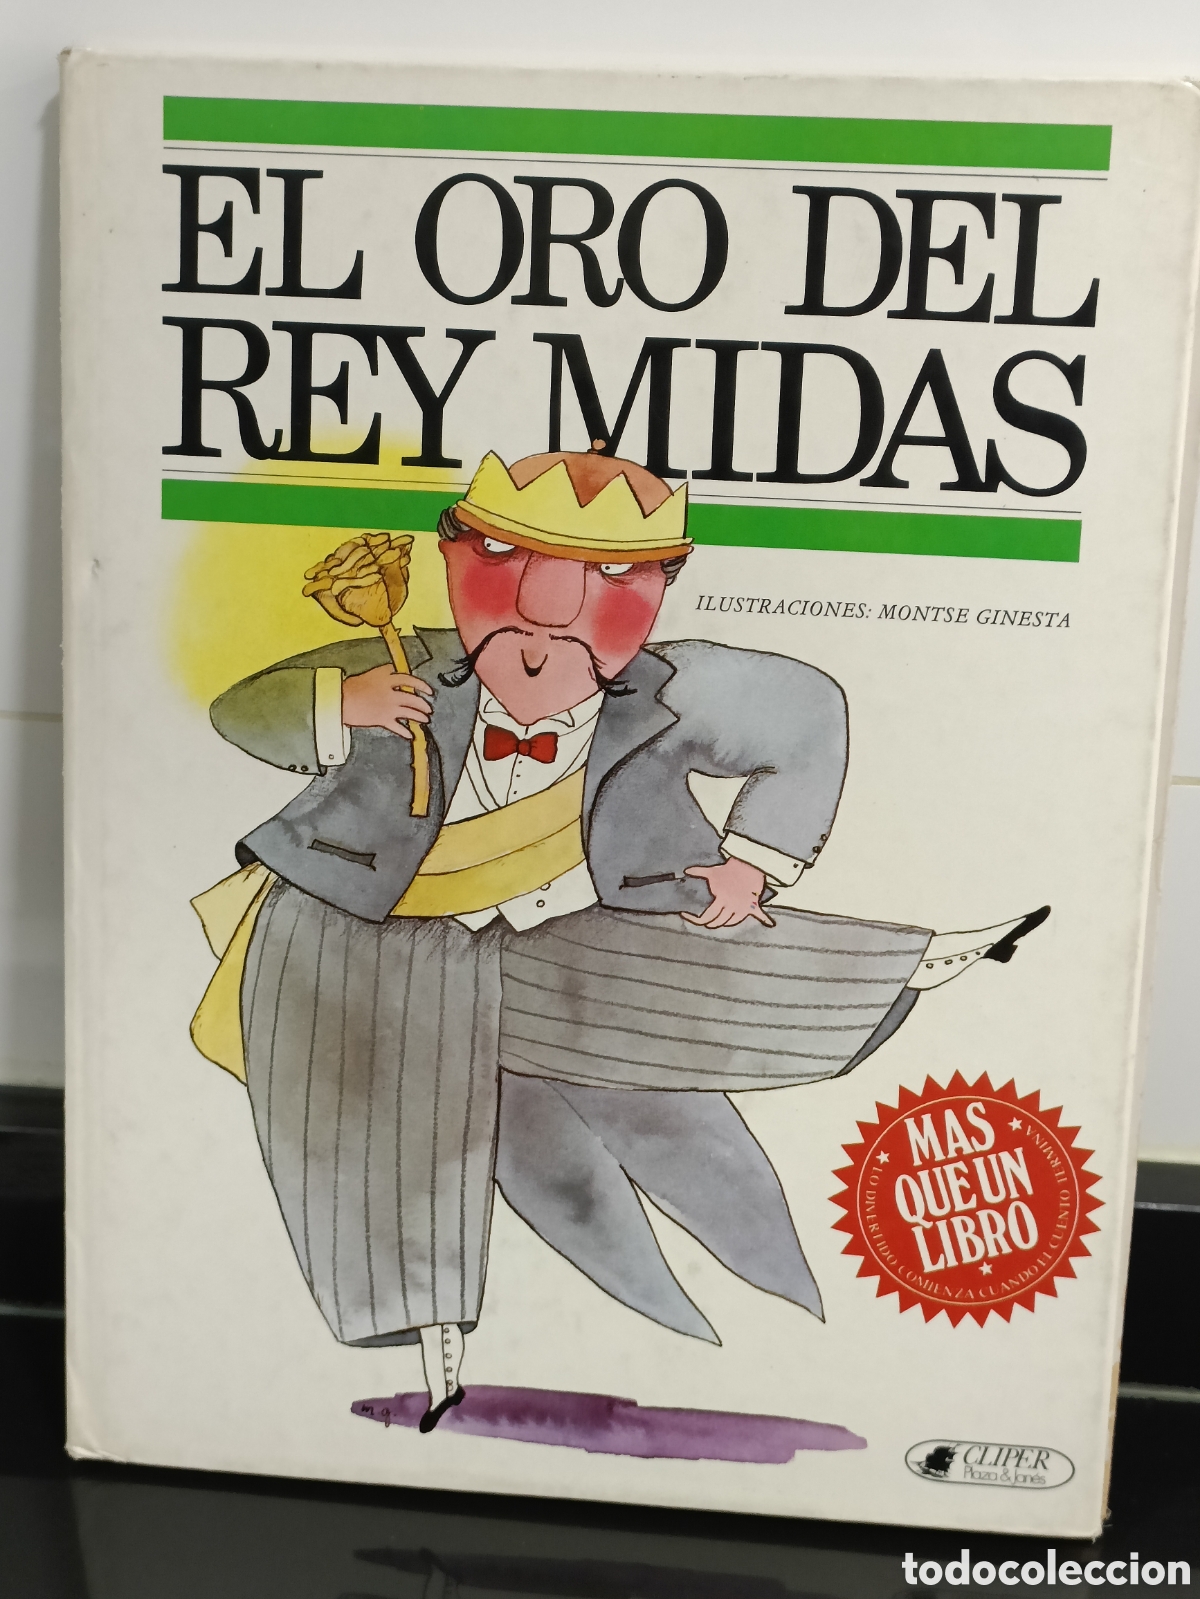 EL ORO DEL
REY MIDAS
ILUSTRACIONES: MONTSE GINESTA
MAS
QUE UN
LIBRO
LO DIVERTIDO COMIENZA CUANDO EL CUENTO TERMINA
m g.
CLIPER
Plaza & Janés
todocoleccion